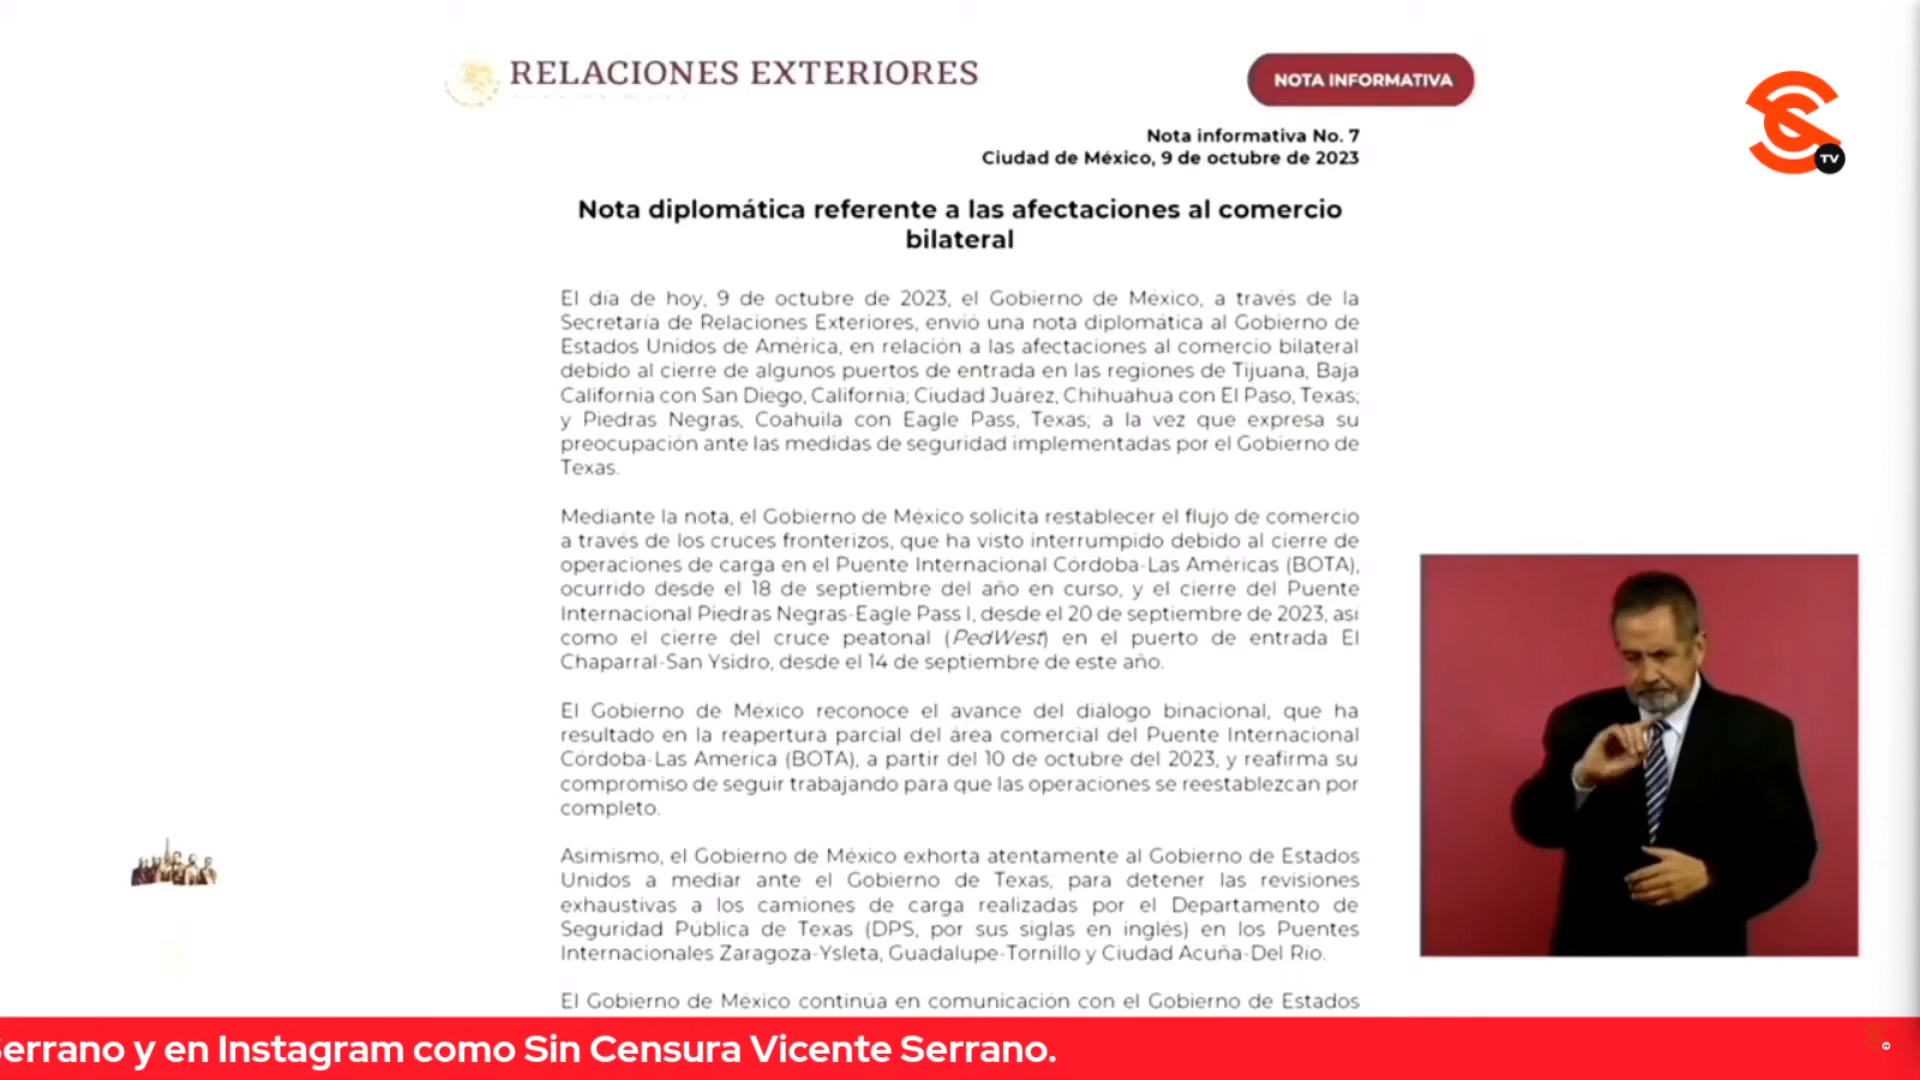 RELACIONES EXTERIORES
NOTA INFORMATIVA
TV
Nota informativa No. 7
Ciudad de México, 9 de octubre de 2023
Nota diplomática referente a las afectaciones al comercio
bilateral
El día de hoy, 9 de octubre de 2023, el Gobierno de México, a través de la
Secretaría de Relaciones Exteriores, envió una nota diplomática al Gobierno de
Estados Unidos de América, en relación a las afectaciones al comercio bilateral
debido al cierre de algunos puertos de entrada en las regiones de Tijuana, Baja
California con San Diego, California; Ciudad Juárez, Chihuahua con El Paso, Texas;
y Piedras Negras, Coahuila con Eagle Pass, Texas; a la vez que expresa su
preocupación ante las medidas de seguridad implementadas por el Gobierno de
Texas.
Mediante la nota, el Gobierno de México solicita restablecer el flujo de comercio
a través de los cruces fronterizos, que ha visto interrumpido debido al cierre de
operaciones de carga en el Puente Internacional Córdoba-Las Américas (BOTA),
ocurrido desde el 18 de septiembre del año en curso, y el cierre del Puente
Internacional Piedras Negras-Eagle Pass I, desde el 20 de septiembre de 2023, así
como el cierre del cruce peatonal (PedWest) en el puerto de entrada El
Chaparral-San Ysidro, desde el 14 de septiembre de este año.
El Gobierno de México reconoce el avance del diálogo binacional, que ha
resultado en la reapertura parcial del área comercial del Puente Internacional
Córdoba-Las América (BOTA), a partir del 10 de octubre del 2023, y reafirma su
compromiso de seguir trabajando para que las operaciones se reestablezcan por
completo.
Asimismo, el Gobierno de México exhorta atentamente al Gobierno de Estados
Unidos a mediar ante el Gobierno de Texas, para detener las revisiones
exhaustivas a los camiones de carga realizadas por el Departamento de
Seguridad Pública de Texas (DPS, por sus siglas en inglés) en los Puentes
Internacionales Zaragoza-Ysleta, Guadalupe-Tornillo y Ciudad Acuña-Del Río.
El Gobierno de México continúa en comunicación con el Gobierno de Estados
Serrano y en Instagram como Sin Censura Vicente Serrano.